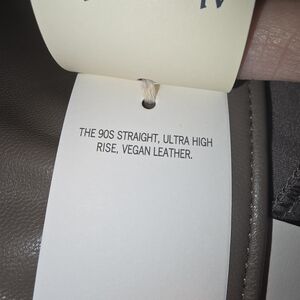 THE 90S STRAIGHT, ULTRA HIGH
RISE, VEGAN LEATHER.